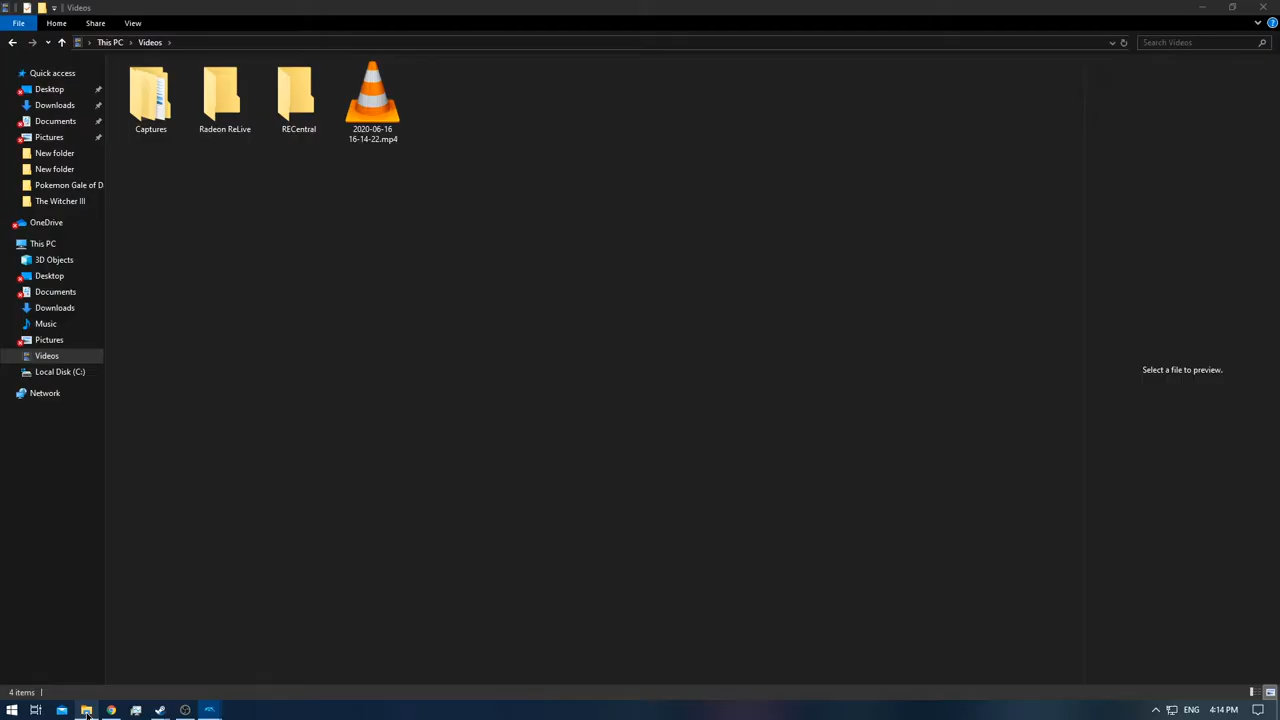 Videos
File
Home
Share
View
This PC
Videos
Search Videos
Quick access
Desktop
Downloads
Documents
Pictures
New folder
New folder
Pokemon Gale of D
The Witcher III
OneDrive
This PC
3D Objects
Desktop
Documents
Downloads
Music
Pictures
Videos
Local Disk (C:)
Network
Captures
Radeon ReLive
RECentral
2020-06-16
16-14-22.mp4
Select a file to preview.
4 items
ENG
4:14 PM